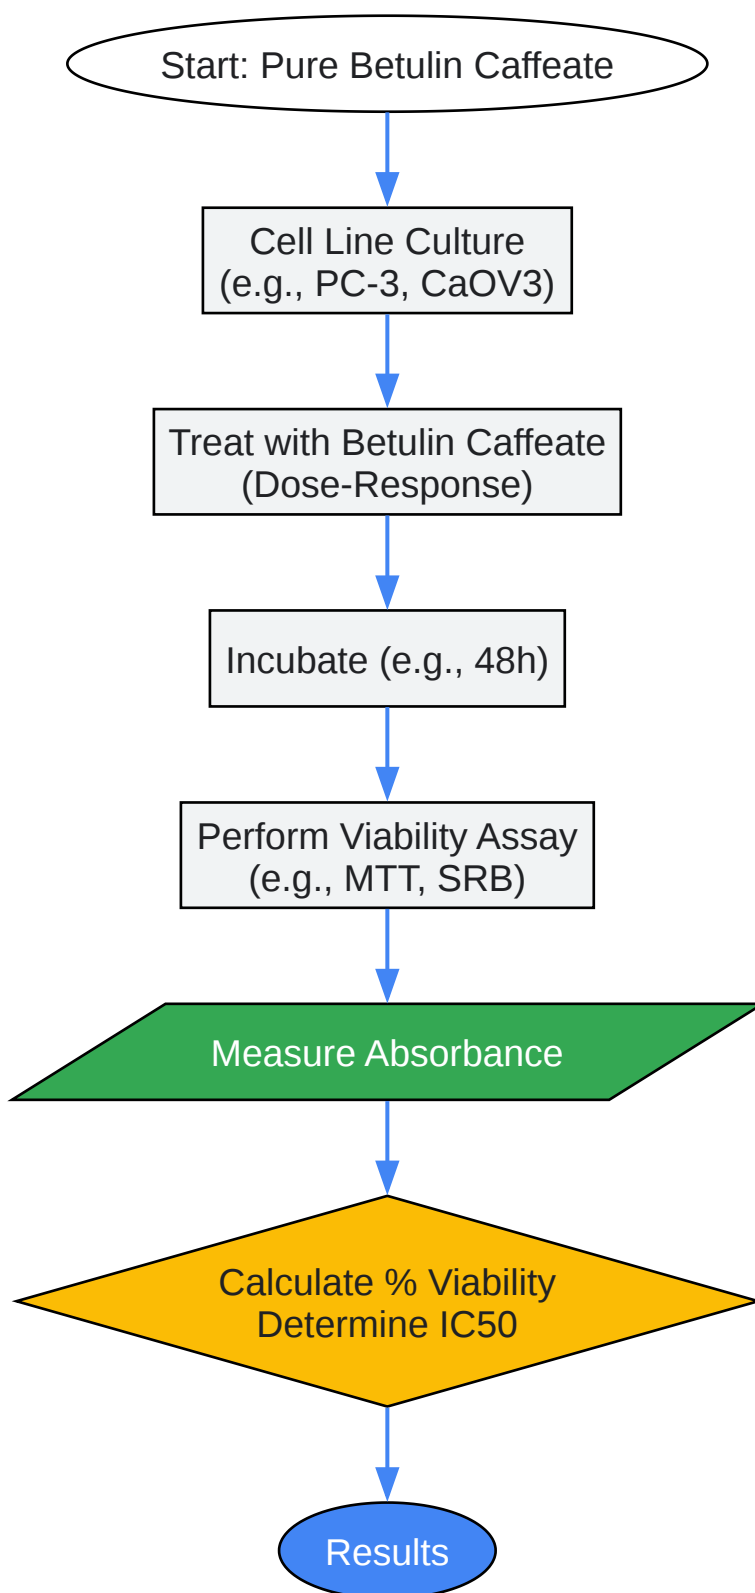 Start: Pure Betulin Caffeate
Cell Line Culture
(e.g., PC-3, CaOV3)
Treat with Betulin Caffeate
(Dose-Response)
Incubate (e.g., 48h)
Perform Viability Assay
(e.g., MTT, SRB)
Measure Absorbance
Calculate % Viability
Determine IC50
Results